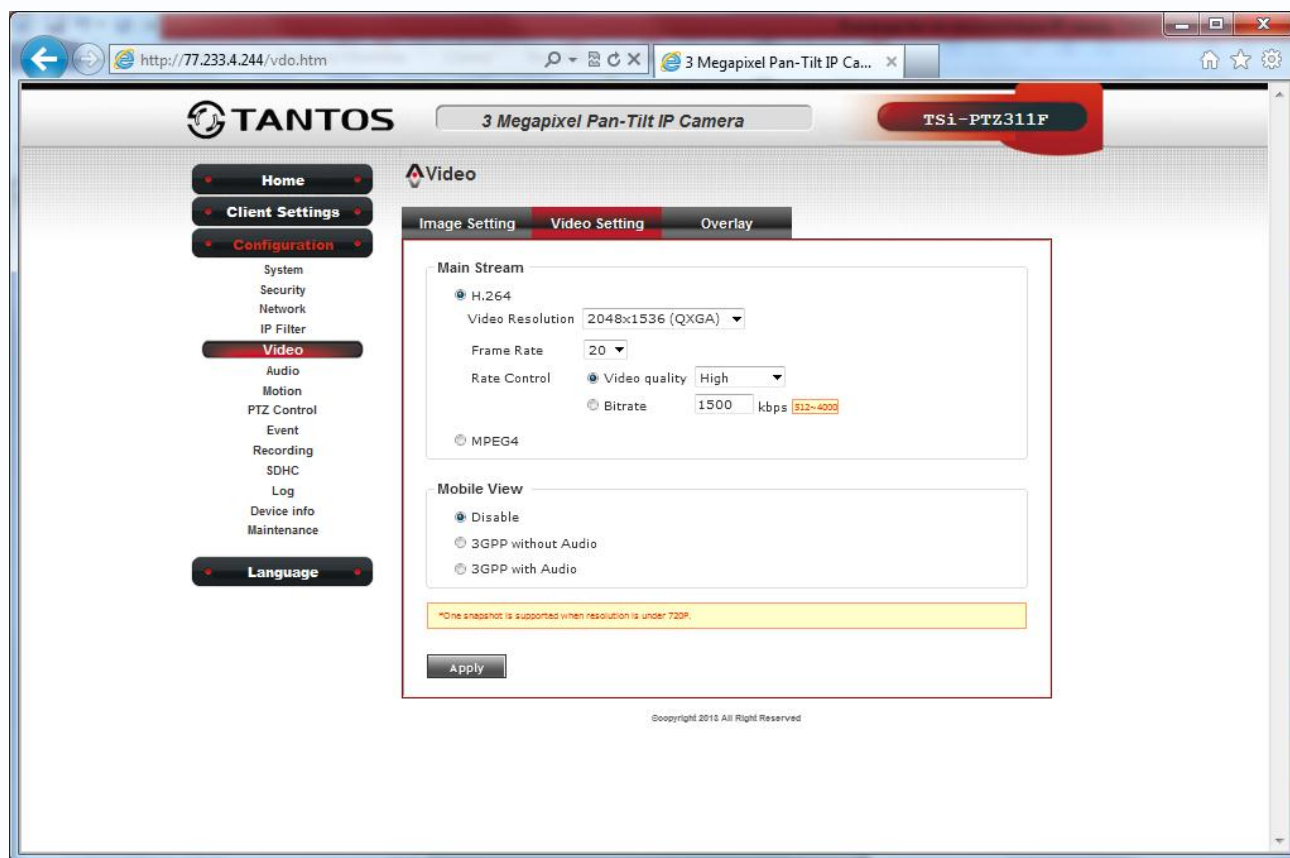 http://77.233.4.244/vdo.htm
3 Megapixel Pan-Tilt IP Ca...
TANTOS
3 Megapixel Pan-Tilt IP Camera
TSi-PTZ311F
Home
Client Settings
Configuration
System
Security
Network
IP Filter
Video
Audio
Motion
PTZ Control
Event
Recording
SDHC
Log
Device info
Maintenance
Language
Video
Image Setting Video Setting Overlay
Main Stream
H.264
Video Resolution 2048x1536 (QXGA)
Frame Rate 20
Rate Control Video quality High
Bitrate 1500 kbps 512~4000
MPEG4
Mobile View
Disable
3GPP without Audio
3GPP with Audio
*One snapshot is supported when resolution is under 720P.
Apply
©oopyright 2013 All Right Reserved